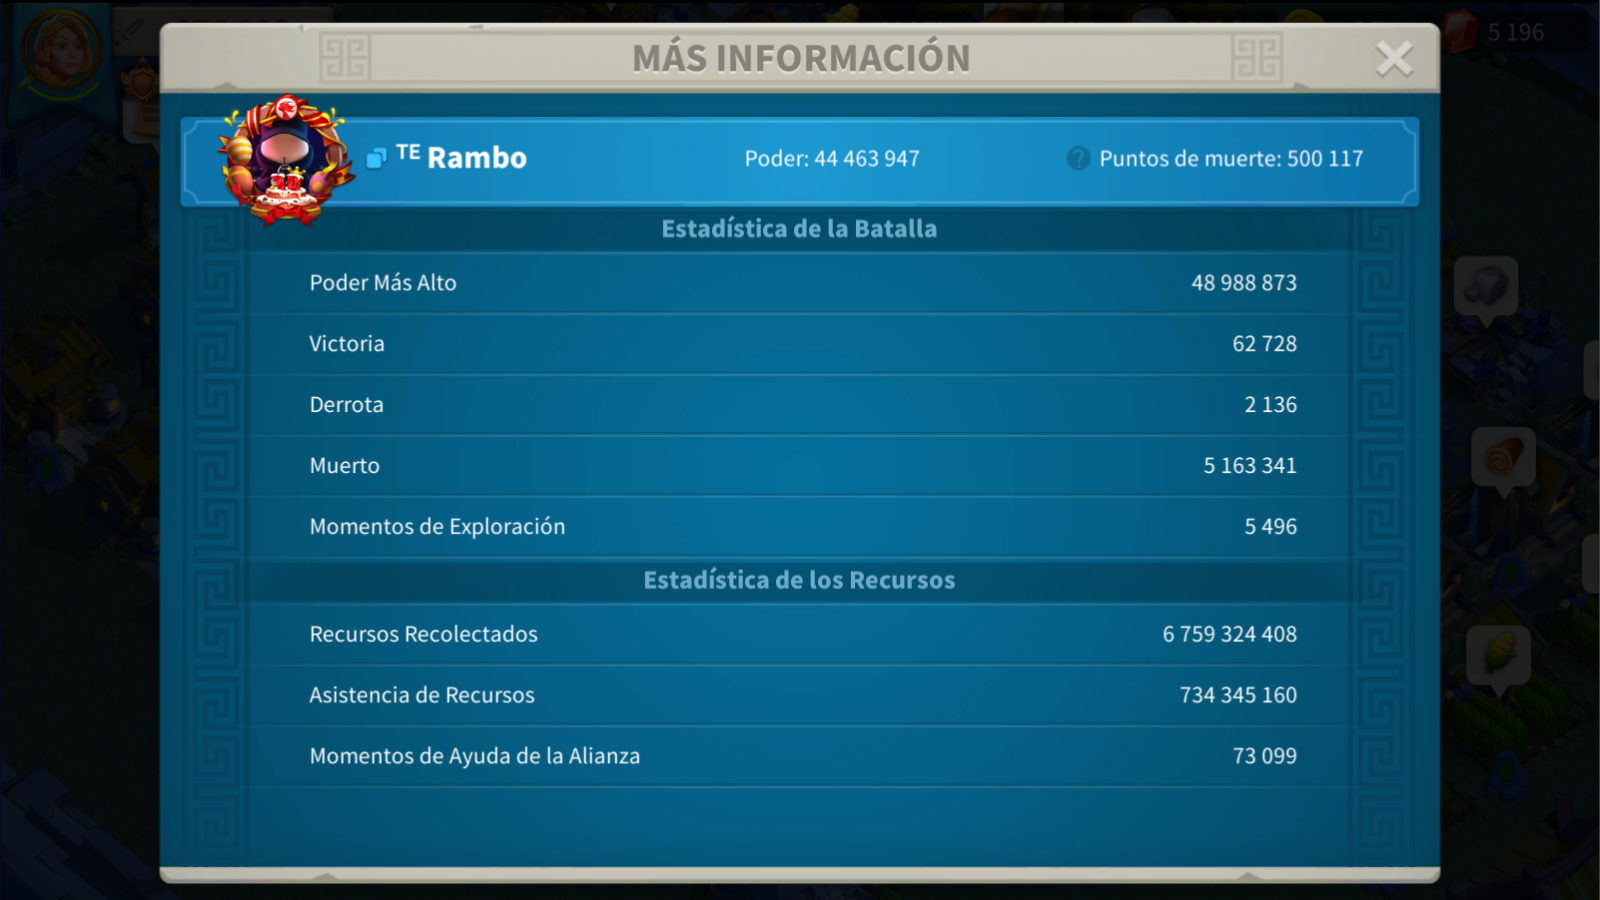 5 196
MÁS INFORMACIÓN
ᵀᴱ Rambo
Poder: 44 463 947
? Puntos de muerte: 500 117
Estadística de la Batalla
Poder Más Alto 48 988 873
Victoria 62 728
Derrota 2 136
Muerto 5 163 341
Momentos de Exploración 5 496
Estadística de los Recursos
Recursos Recolectados 6 759 324 408
Asistencia de Recursos 734 345 160
Momentos de Ayuda de la Alianza 73 099